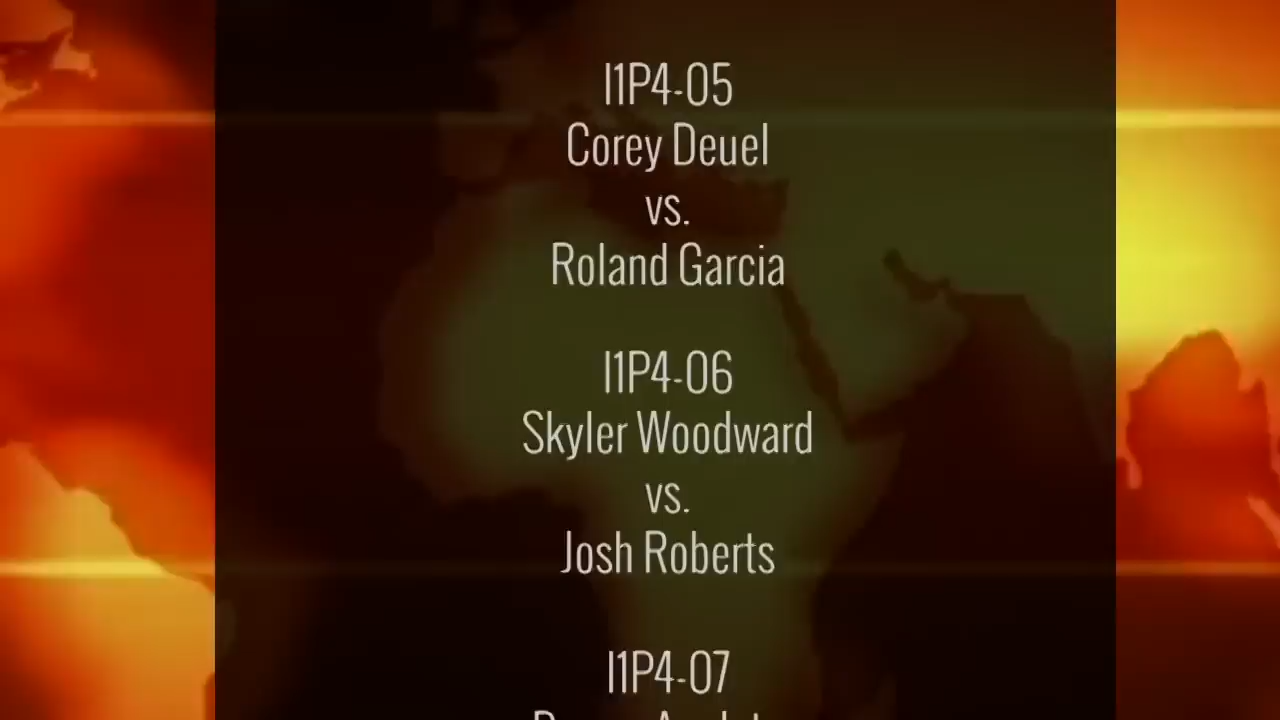 I1P4-05
Corey Deuel
vs.
Roland Garcia
I1P4-06
Skyler Woodward
vs.
Josh Roberts
I1P4-07